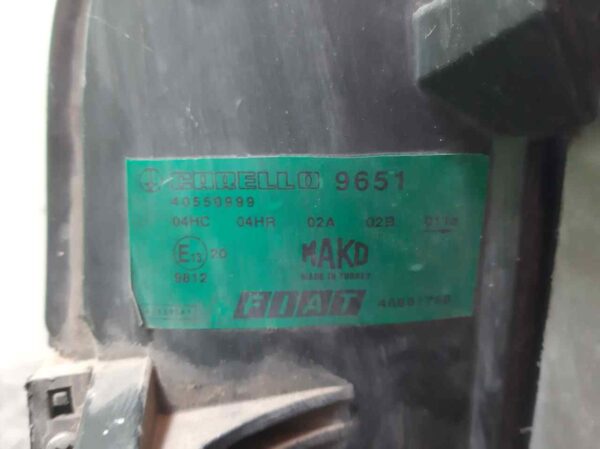 CARELLO 9651
40550999
04HC 04HR 02A 02B
E13 20
9812
MAKO
MADE IN TURKEY
FIAT